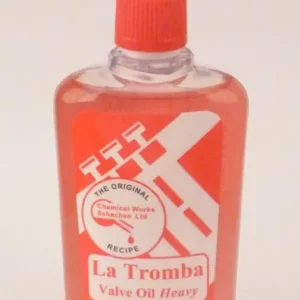 THE ORIGINAL
Chemical Works
Schachen Ltd
RECIPE
La Tromba
Valve Oil Heavy